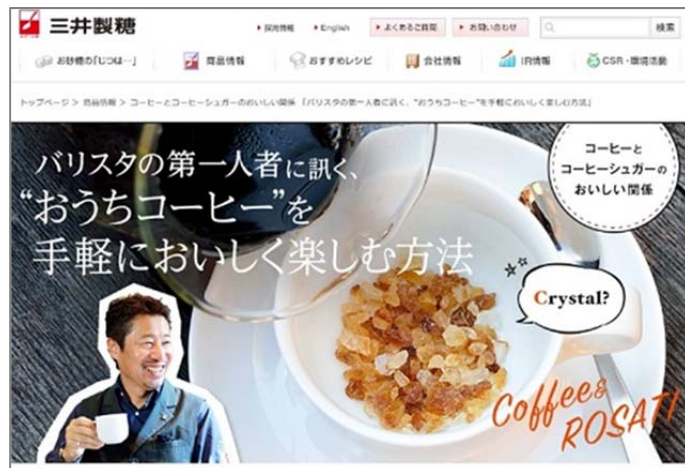 三井製糖
採用情報
English
よくあるご質問
お問い合わせ
検索
お砂糖の「じつは…」
商品情報
おすすめレシピ
会社情報
IR情報
CSR・環境活動
トップページ > 商品情報 > コーヒーとコーヒーシュガーのおいしい関係 「バリスタの第一人者に訊く、“おうちコーヒー”を手軽においしく楽しむ方法」
バリスタの第一人者に訊く、
“おうちコーヒー”を
手軽においしく楽しむ方法
コーヒーと
コーヒーシュガーの
おいしい関係
Crystal?
Coffee&
ROSATI